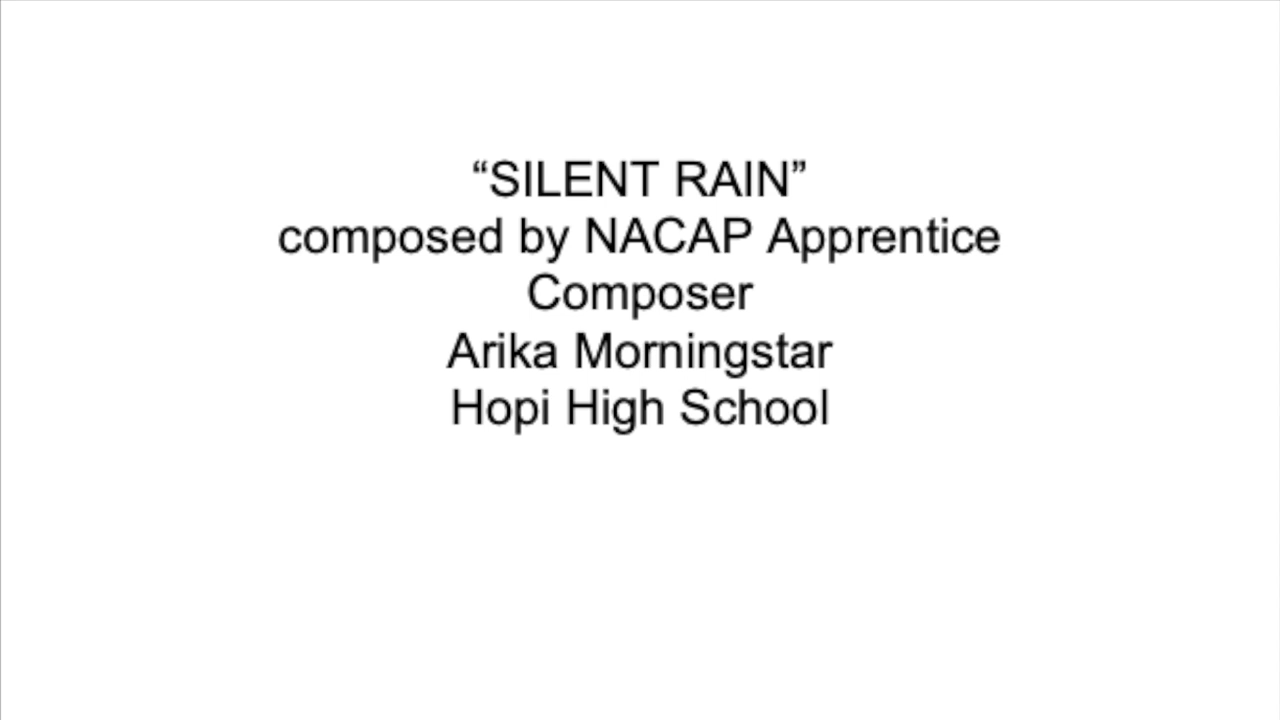 “SILENT RAIN”
composed by NACAP Apprentice
Composer
Arika Morningstar
Hopi High School